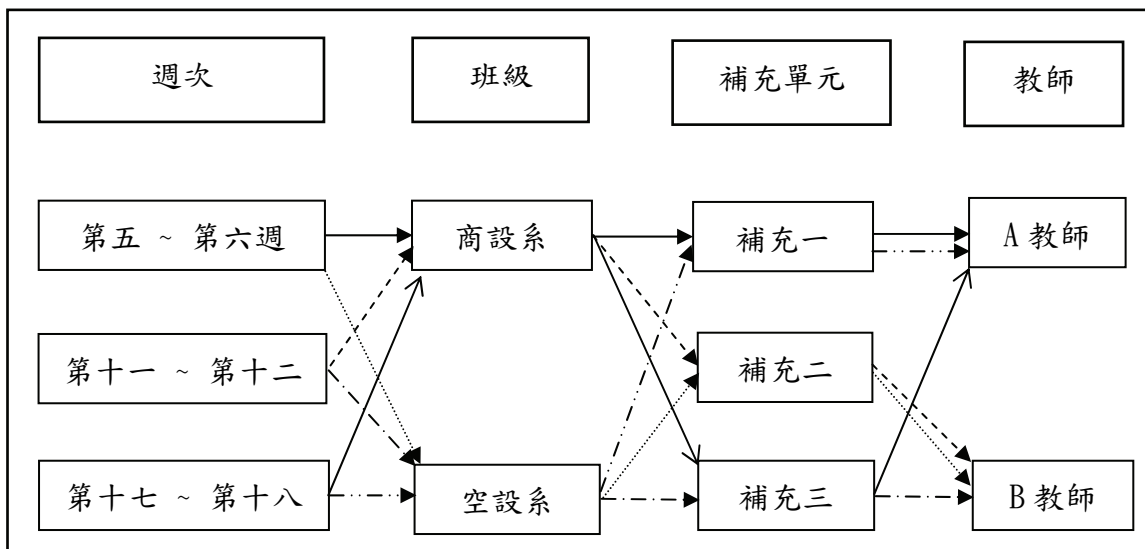 週次
班級
補充單元
教師
第五 ~ 第六週
商設系
補充一
A 教師
第十一 ~ 第十二
補充二
第十七 ~ 第十八
空設系
補充三
B 教師